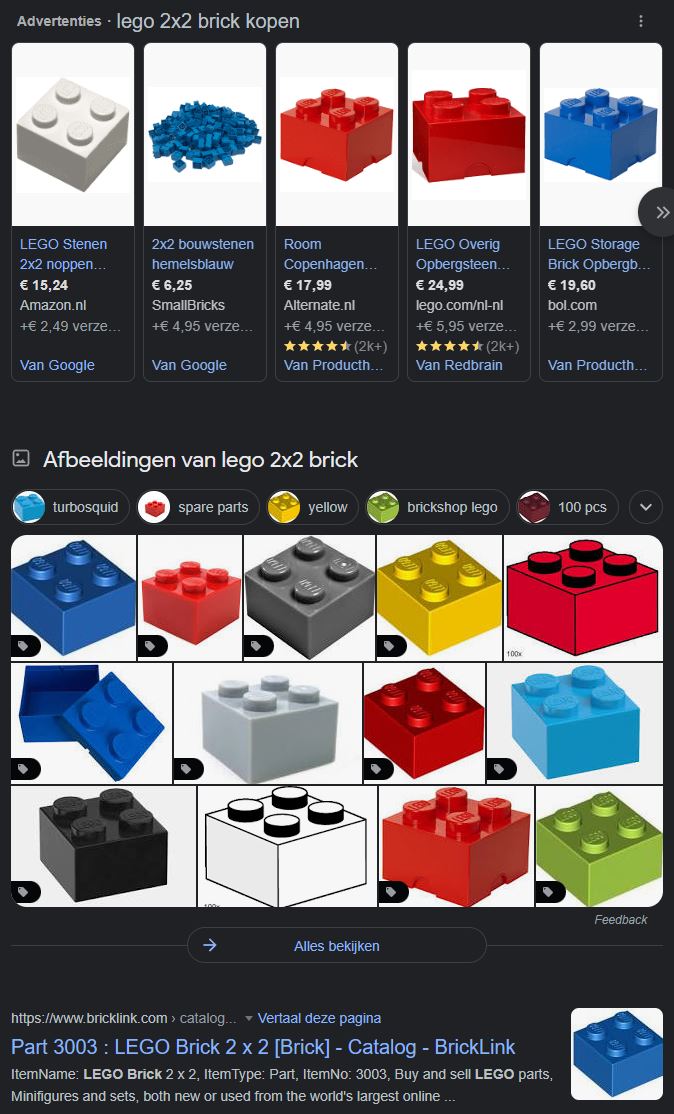 Advertenties · lego 2x2 brick kopen
LEGO Stenen
2x2 noppen...
€ 15,24
Amazon.nl
+€ 2,49 verze...
Van Google
2x2 bouwstenen
hemelsblauw
€ 6,25
SmallBricks
+€ 4,95 verze...
Van Google
Room
Copenhagen...
€ 17,99
Alternate.nl
+€ 4,95 verze...
(2k+)
Van Producth...
LEGO Overig
Opbergsteen...
€ 24,99
lego.com/nl-nl
+€ 5,95 verze...
(2k+)
Van Redbrain
LEGO Storage
Brick Opbergb...
€ 19,60
bol.com
+€ 2,99 verze...
Van Producth...
Afbeeldingen van lego 2x2 brick
turbosquid
spare parts
yellow
brickshop lego
100 pcs
100x
100x
Feedback
Alles bekijken
https://www.bricklink.com › catalog... Vertaal deze pagina
Part 3003 : LEGO Brick 2 x 2 [Brick] - Catalog - BrickLink
ItemName: LEGO Brick 2 x 2, ItemType: Part, ItemNo: 3003, Buy and sell LEGO parts,
Minifigures and sets, both new or used from the world's largest online ...